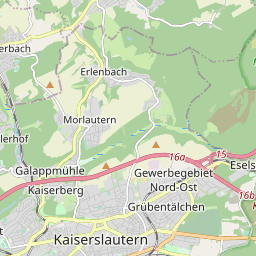 erbach
Erlenbach
Morlautern
lerhof
16a
15
Esels
Galappmühle
Gewerbegebiet
Nord-Ost
Kaiserberg
16b
Grübentälchen
t
Kaiserslautern